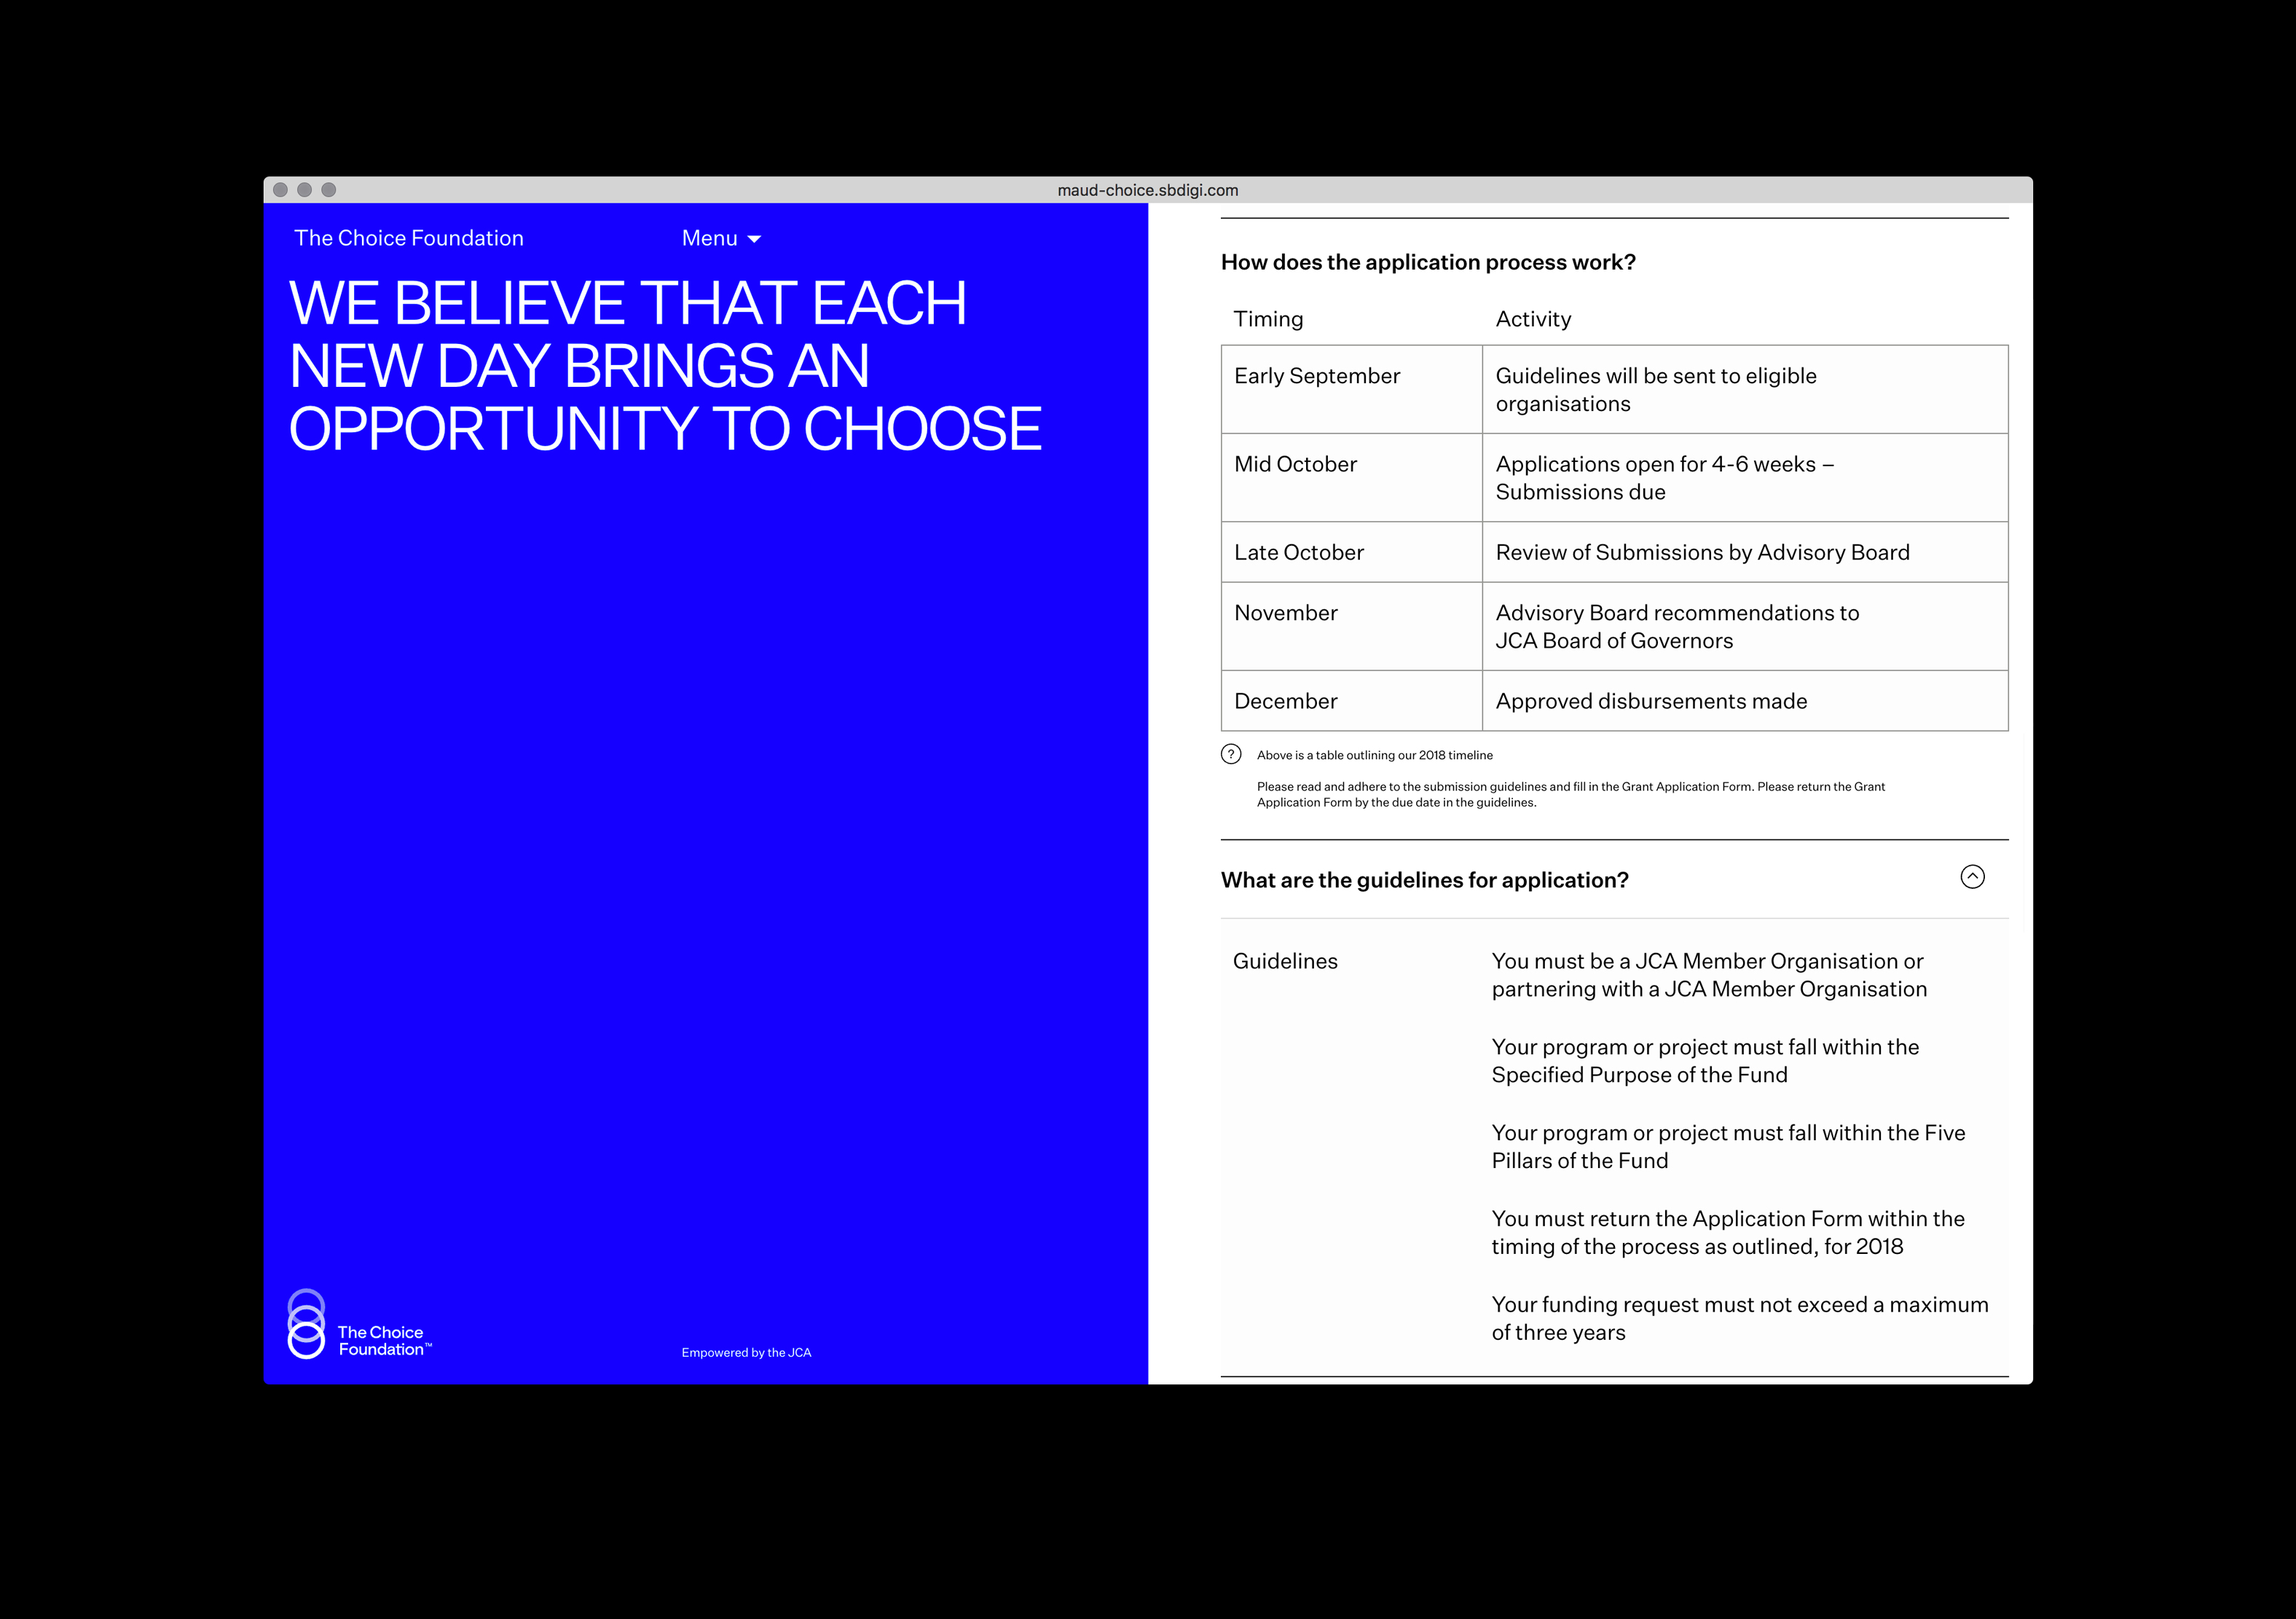 maud-choice.sbdigi.com
The Choice Foundation
Menu
WE BELIEVE THAT EACH
NEW DAY BRINGS AN
OPPORTUNITY TO CHOOSE
The Choice
Foundation™
Empowered by the JCA
How does the application process work?
Timing Activity
Early September Guidelines will be sent to eligible
organisations
Mid October Applications open for 4-6 weeks –
Submissions due
Late October Review of Submissions by Advisory Board
November Advisory Board recommendations to
JCA Board of Governors
December Approved disbursements made
? Above is a table outlining our 2018 timeline
Please read and adhere to the submission guidelines and fill in the Grant Application Form. Please return the Grant
Application Form by the due date in the guidelines.
What are the guidelines for application?
Guidelines You must be a JCA Member Organisation or
partnering with a JCA Member Organisation
Your program or project must fall within the
Specified Purpose of the Fund
Your program or project must fall within the Five
Pillars of the Fund
You must return the Application Form within the
timing of the process as outlined, for 2018
Your funding request must not exceed a maximum
of three years